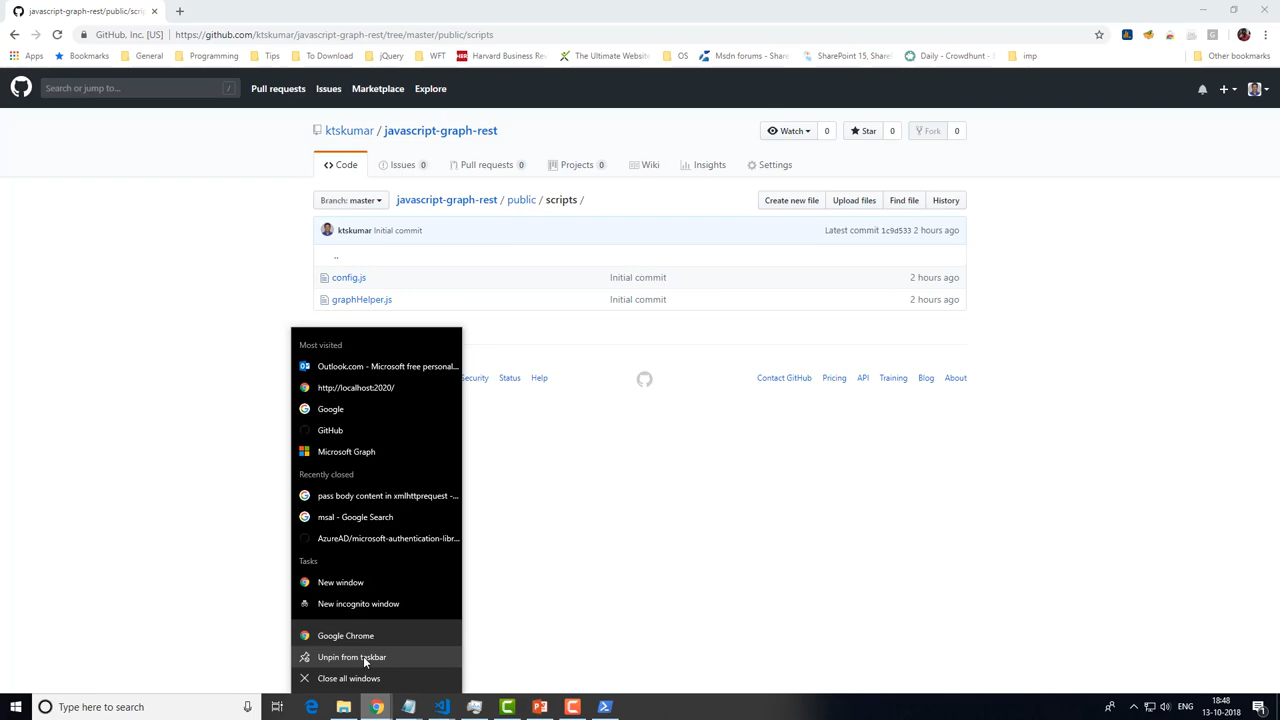 javascript-graph-rest/public/scri
GitHub, Inc. [US]
https://github.com/ktskumar/javascript-graph-rest/tree/master/public/scripts
Apps
Bookmarks
General
Programming
Tips
To Download
jQuery
WFT
Harvesting Even
The Ultimate Website
OS
Msdn forums - Share
SharePoint 15, Share
Daily - Crowdhunt -
imp
Other bookmarks
Search or jump to...
/
Pull requests
Issues
Marketplace
Explore
ktskumar / javascript-graph-rest
Watch
0
Star
0
Fork
0
Code
Issues 0
Pull requests 0
Projects 0
Wiki
Insights
Settings
Branch: master
javascript-graph-rest / public / scripts /
Create new file
Upload files
Find file
History
ktskumar Initial commit
Latest commit 1c9d533 2 hours ago
..
config.js
Initial commit
2 hours ago
graphHelper.js
Initial commit
2 hours ago
Security
Status
Help
Contact GitHub
Pricing
API
Training
Blog
About
Most visited
Outlook.com - Microsoft free personal...
http://localhost:2020/
Google
GitHub
Microsoft Graph
Recently closed
pass body content in xmlhttprequest -...
msal - Google Search
AzureAD/microsoft-authentication-libr...
Tasks
New window
New incognito window
Google Chrome
Unpin from taskbar
Close all windows
Type here to search
ENG
18:48
13-10-2018